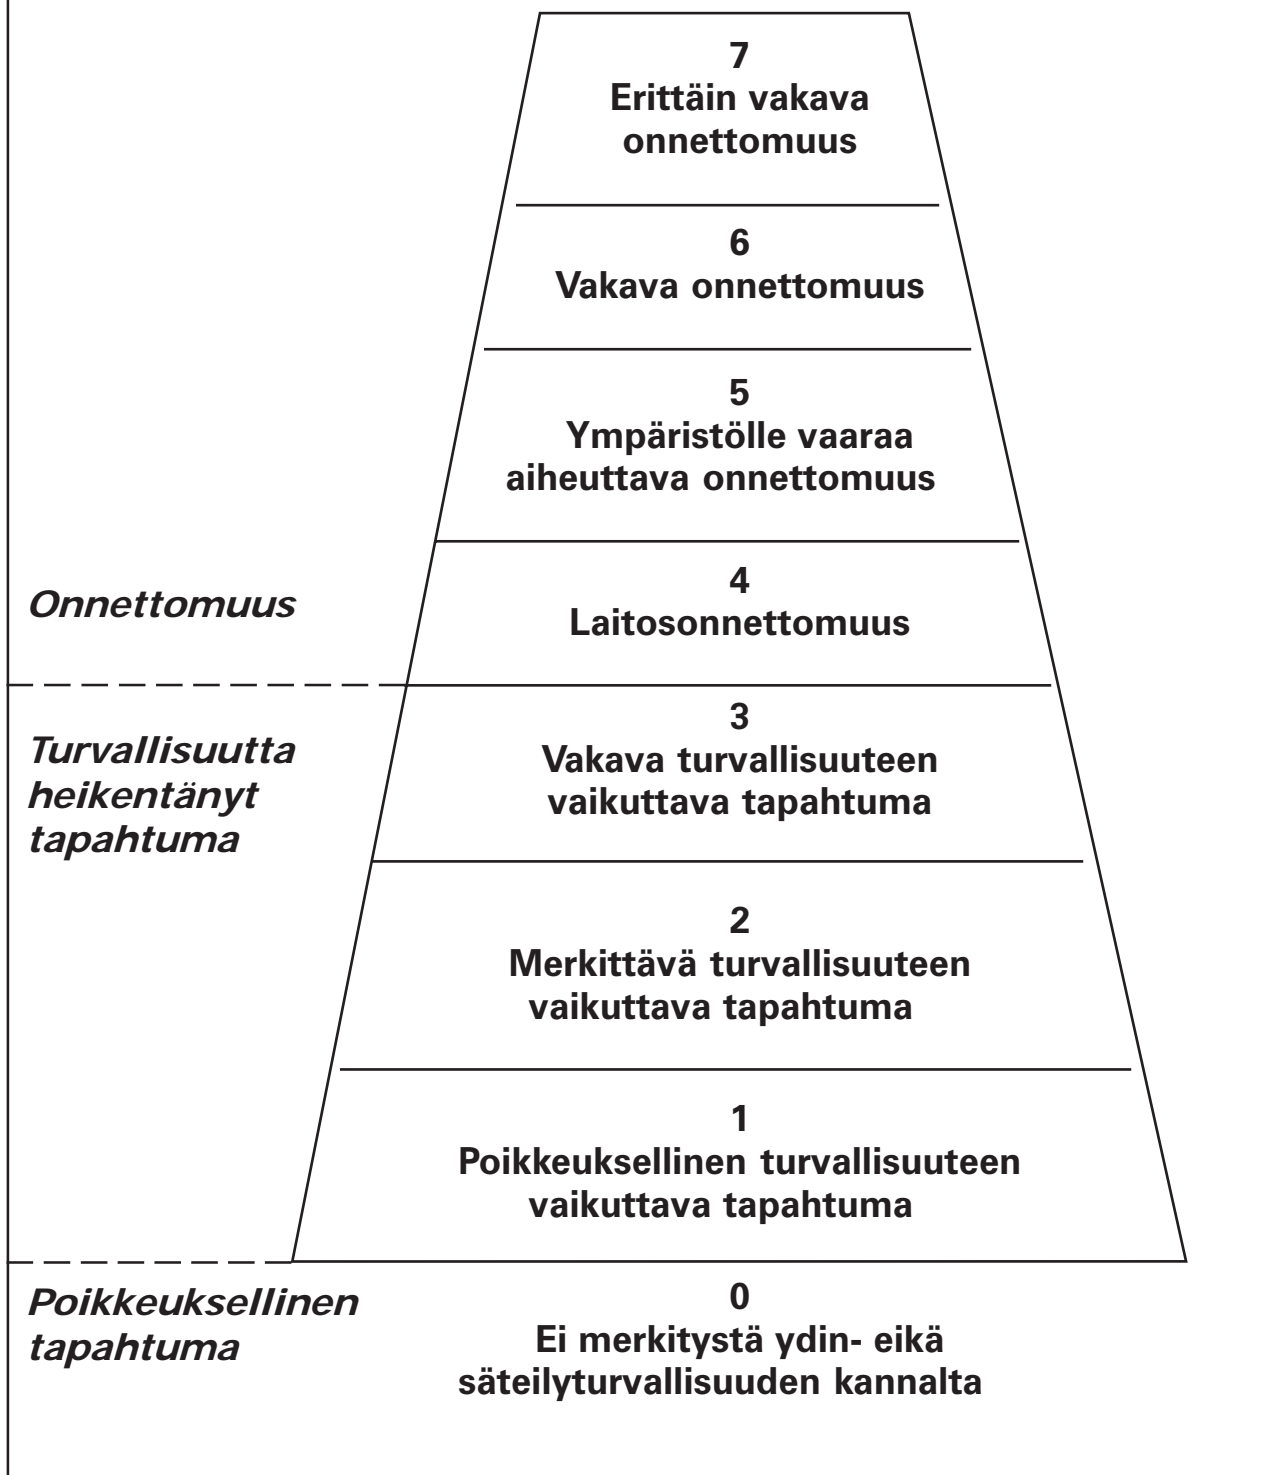 7
Erittäin vakava
onnettomuus
6
Vakava onnettomuus
5
Ympäristölle vaaraa
aiheuttava onnettomuus
Onnettomuus
4
Laitosonnettomuus
Turvallisuutta
heikentänyt
tapahtuma
3
Vakava turvallisuuteen
vaikuttava tapahtuma
2
Merkittävä turvallisuuteen
vaikuttava tapahtuma
1
Poikkeuksellinen turvallisuuteen
vaikuttava tapahtuma
Poikkeuksellinen
tapahtuma
0
Ei merkitystä ydin- eikä
säteilyturvallisuuden kannalta